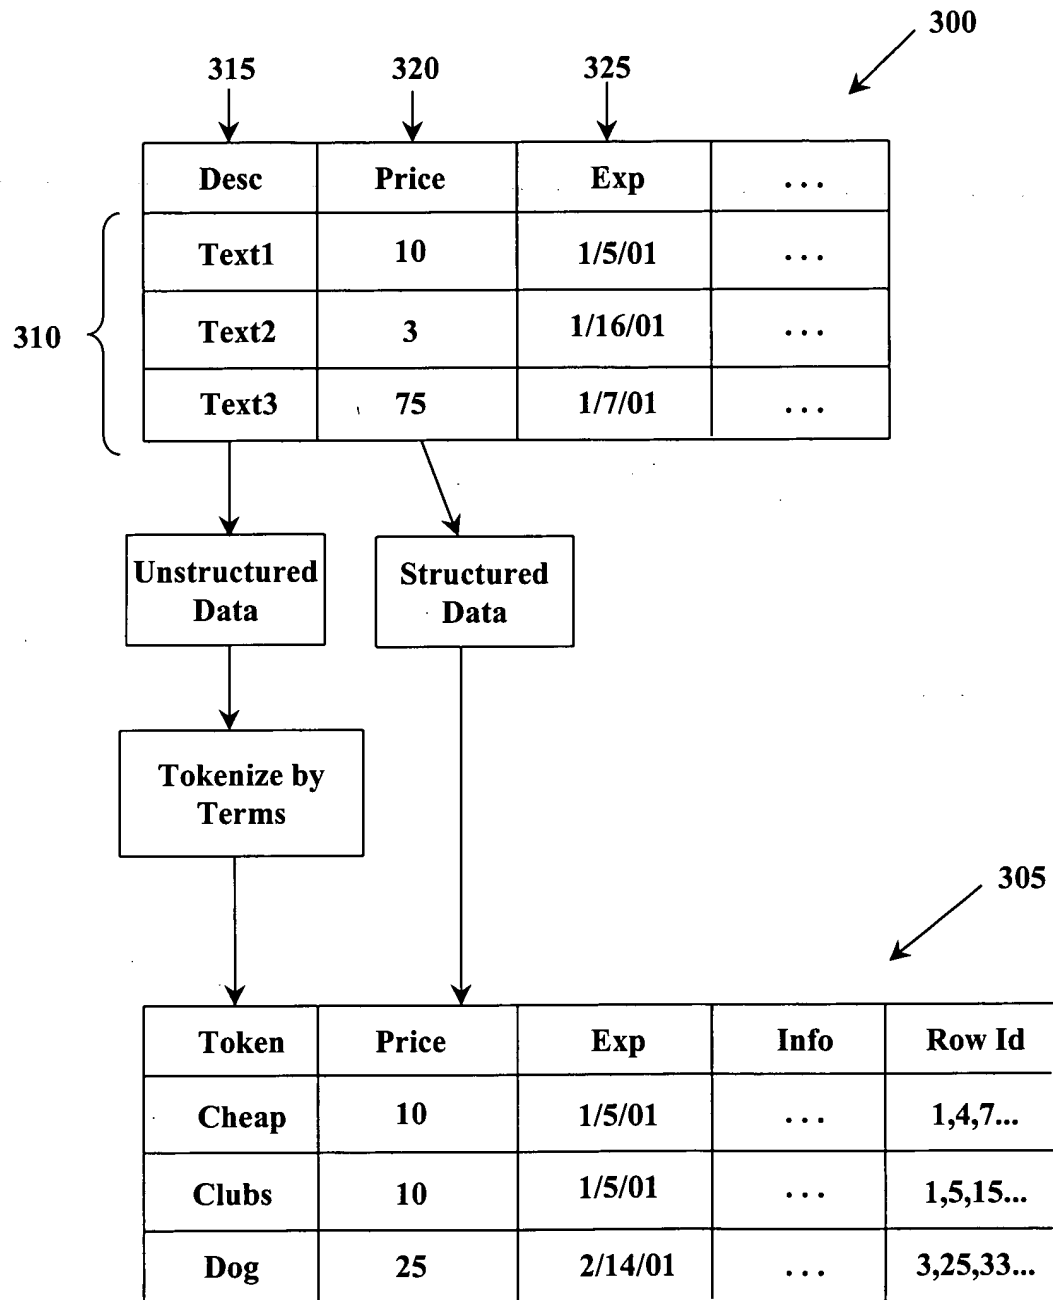 300
315 320 325
Desc Price Exp ...
Text1 10 1/5/01 ...
310
Text2 3 1/16/01 ...
Text3 75 1/7/01 ...
Unstructured
Data
Structured
Data
Tokenize by
Terms
305
Token Price Exp Info Row Id
Cheap 10 1/5/01 ... 1,4,7...
Clubs 10 1/5/01 ... 1,5,15...
Dog 25 2/14/01 ... 3,25,33...